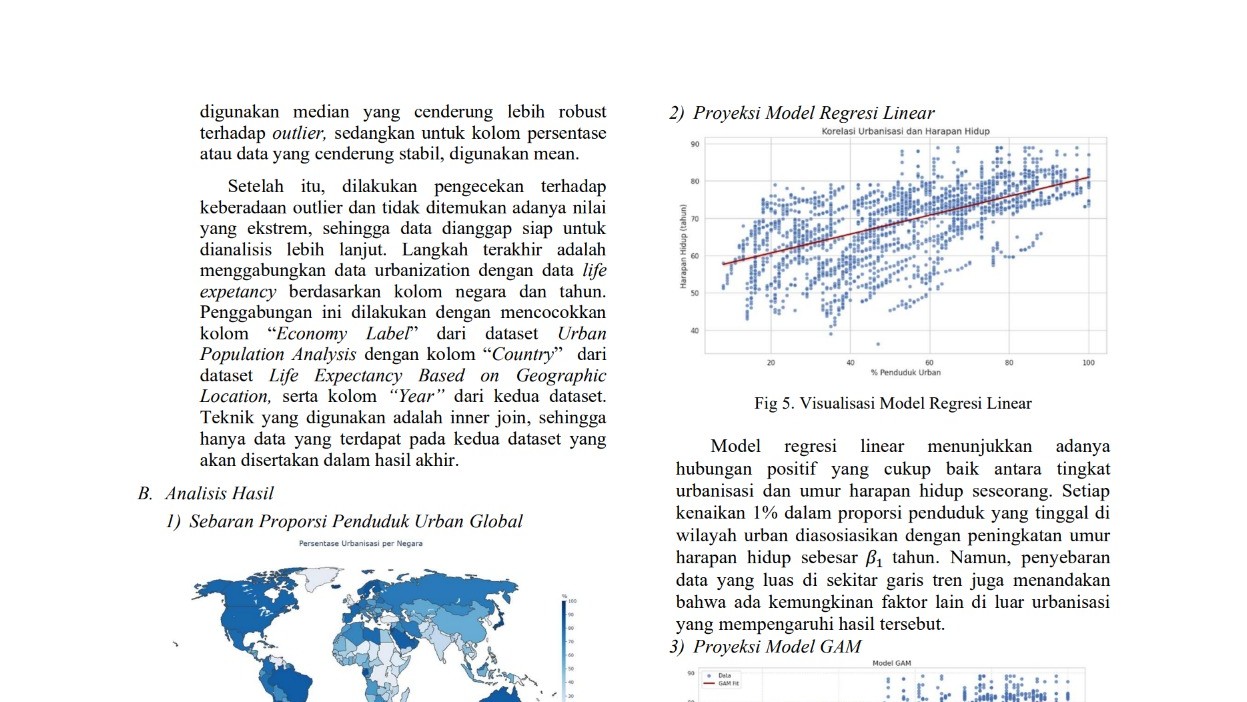 digunakan median yang cenderung lebih robust
terhadap outlier, sedangkan untuk kolom persentase
atau data yang cenderung stabil, digunakan mean.
Setelah itu, dilakukan pengecekan terhadap
keberadaan outlier dan tidak ditemukan adanya nilai
yang ekstrem, sehingga data dianggap siap untuk
dianalisis lebih lanjut. Langkah terakhir adalah
menggabungkan data urbanization dengan data life
expetancy berdasarkan kolom negara dan tahun.
Penggabungan ini dilakukan dengan mencocokkan
kolom “Economy Label” dari dataset Urban
Population Analysis dengan kolom “Country” dari
dataset Life Expectancy Based on Geographic
Location, serta kolom “Year” dari kedua dataset.
Teknik yang digunakan adalah inner join, sehingga
hanya data yang terdapat pada kedua dataset yang
akan disertakan dalam hasil akhir.
B. Analisis Hasil
1) Sebaran Proporsi Penduduk Urban Global
Persentase Urbanisasi per Negara
%
100
90
80
70
60
50
40
30
20
2) Proyeksi Model Regresi Linear
Korelasi Urbanisasi dan Harapan Hidup
Harapan Hidup (tahun)
90
80
70
60
50
40
20 40 60 80 100
% Penduduk Urban
Fig 5. Visualisasi Model Regresi Linear
Model regresi linear menunjukkan adanya
hubungan positif yang cukup baik antara tingkat
urbanisasi dan umur harapan hidup seseorang. Setiap
kenaikan 1% dalam proporsi penduduk yang tinggal di
wilayah urban diasosiasikan dengan peningkatan umur
harapan hidup sebesar β₁ tahun. Namun, penyebaran
data yang luas di sekitar garis tren juga menandakan
bahwa ada kemungkinan faktor lain di luar urbanisasi
yang mempengaruhi hasil tersebut.
3) Proyeksi Model GAM
Model GAM
99
Data
GAM Fit